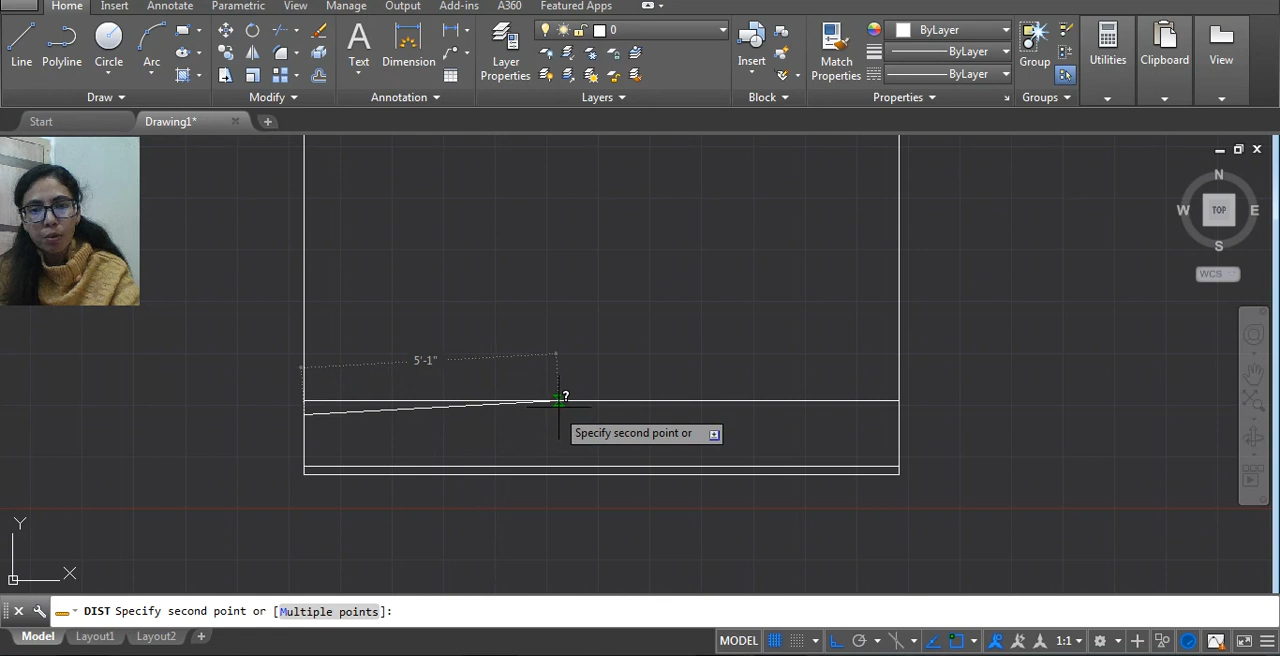 Home Insert Annotate Parametric View Manage Output Add-ins A360 Featured Apps
Line Polyline Circle Arc
Text Dimension
Layer Properties
0
Insert
Match Properties
ByLayer
ByLayer
ByLayer
Group
Utilities
Clipboard
View
Draw Modify Annotation Layers Block Properties Groups
Start Drawing1*
N
W TOP E
S
WCS
5'-1"
?
Specify second point or
Y
X
DIST Specify second point or [Multiple points]:
Model Layout1 Layout2 +
MODEL 1:1